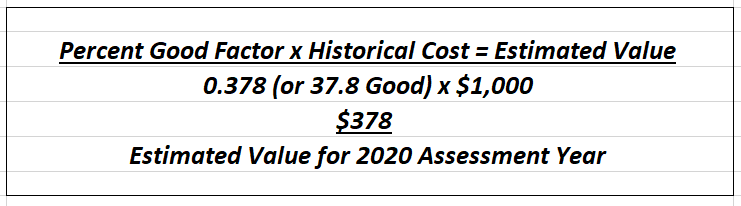 Percent Good Factor x Historical Cost = Estimated Value
0.378 (or 37.8 Good) x $1,000
$378
Estimated Value for 2020 Assessment Year